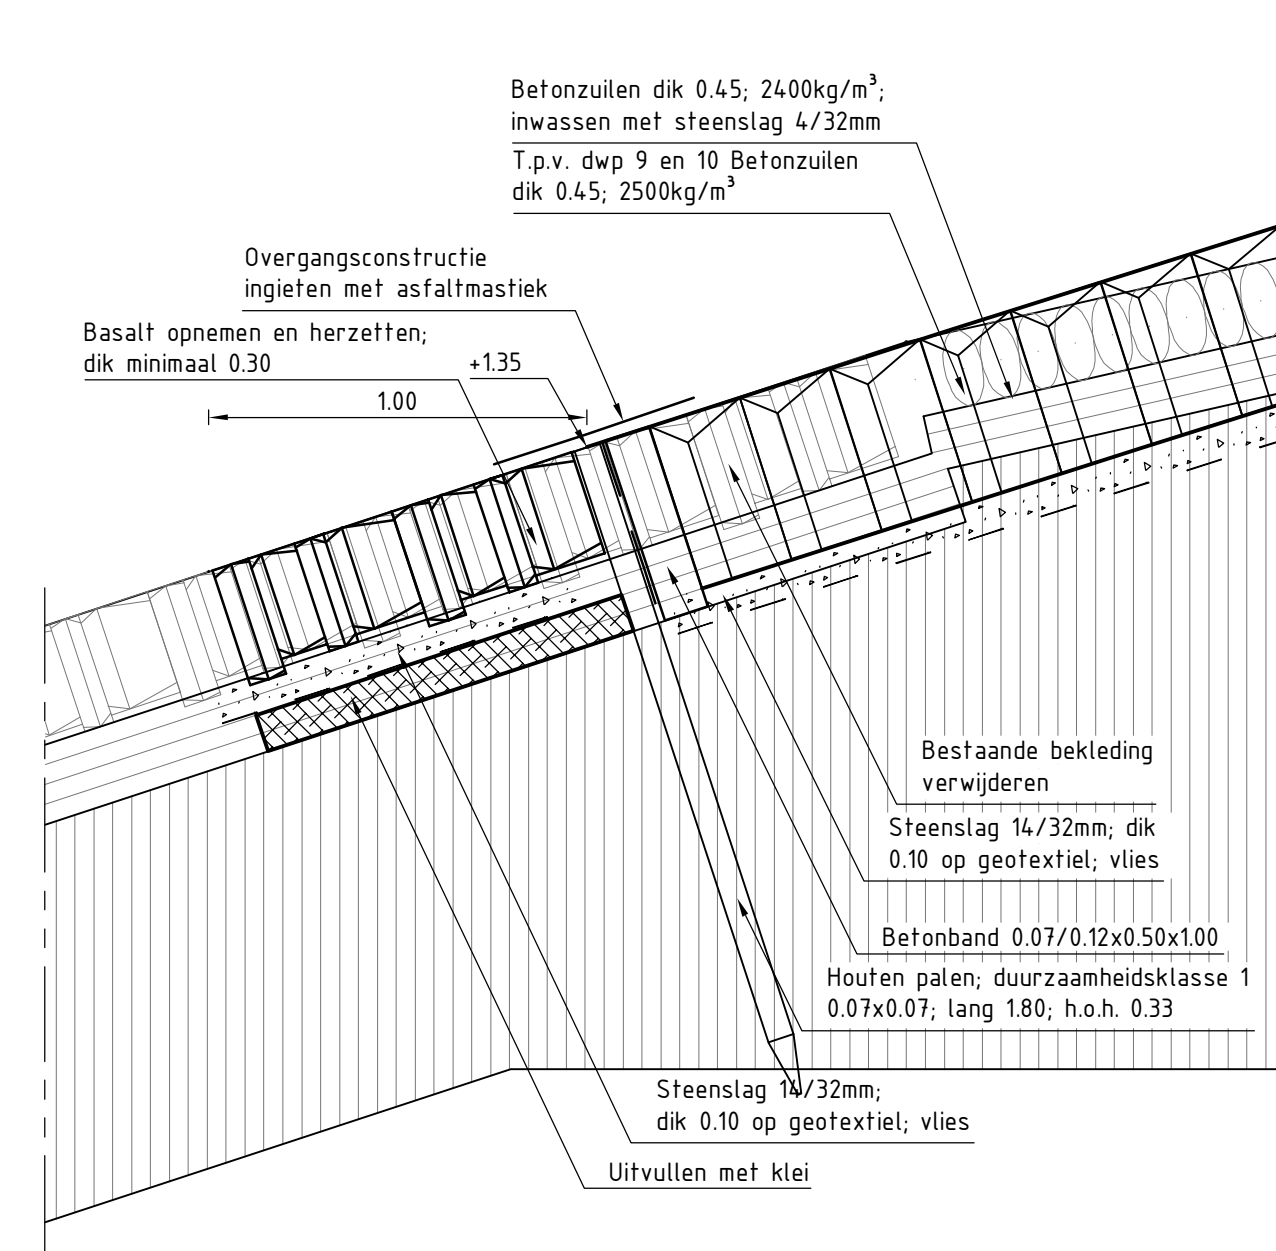 Betonzuilen dik 0.45; 2400kg/m³;
inwassen met steenslag 4/32mm
T.p.v. dwp 9 en 10 Betonzuilen
dik 0.45; 2500kg/m³
Overgangsconstructie
ingieten met asfaltmastiek
Basalt opnemen en herzetten;
dik minimaal 0.30
+1.35
1.00
Bestaande bekleding
verwijderen
Steenslag 14/32mm; dik
0.10 op geotextiel; vlies
Betonband 0.07/0.12x0.50x1.00
Houten palen; duurzaamheidsklasse 1
0.07x0.07; lang 1.80; h.o.h. 0.33
Steenslag 14/32mm;
dik 0.10 op geotextiel; vlies
Uitvullen met klei